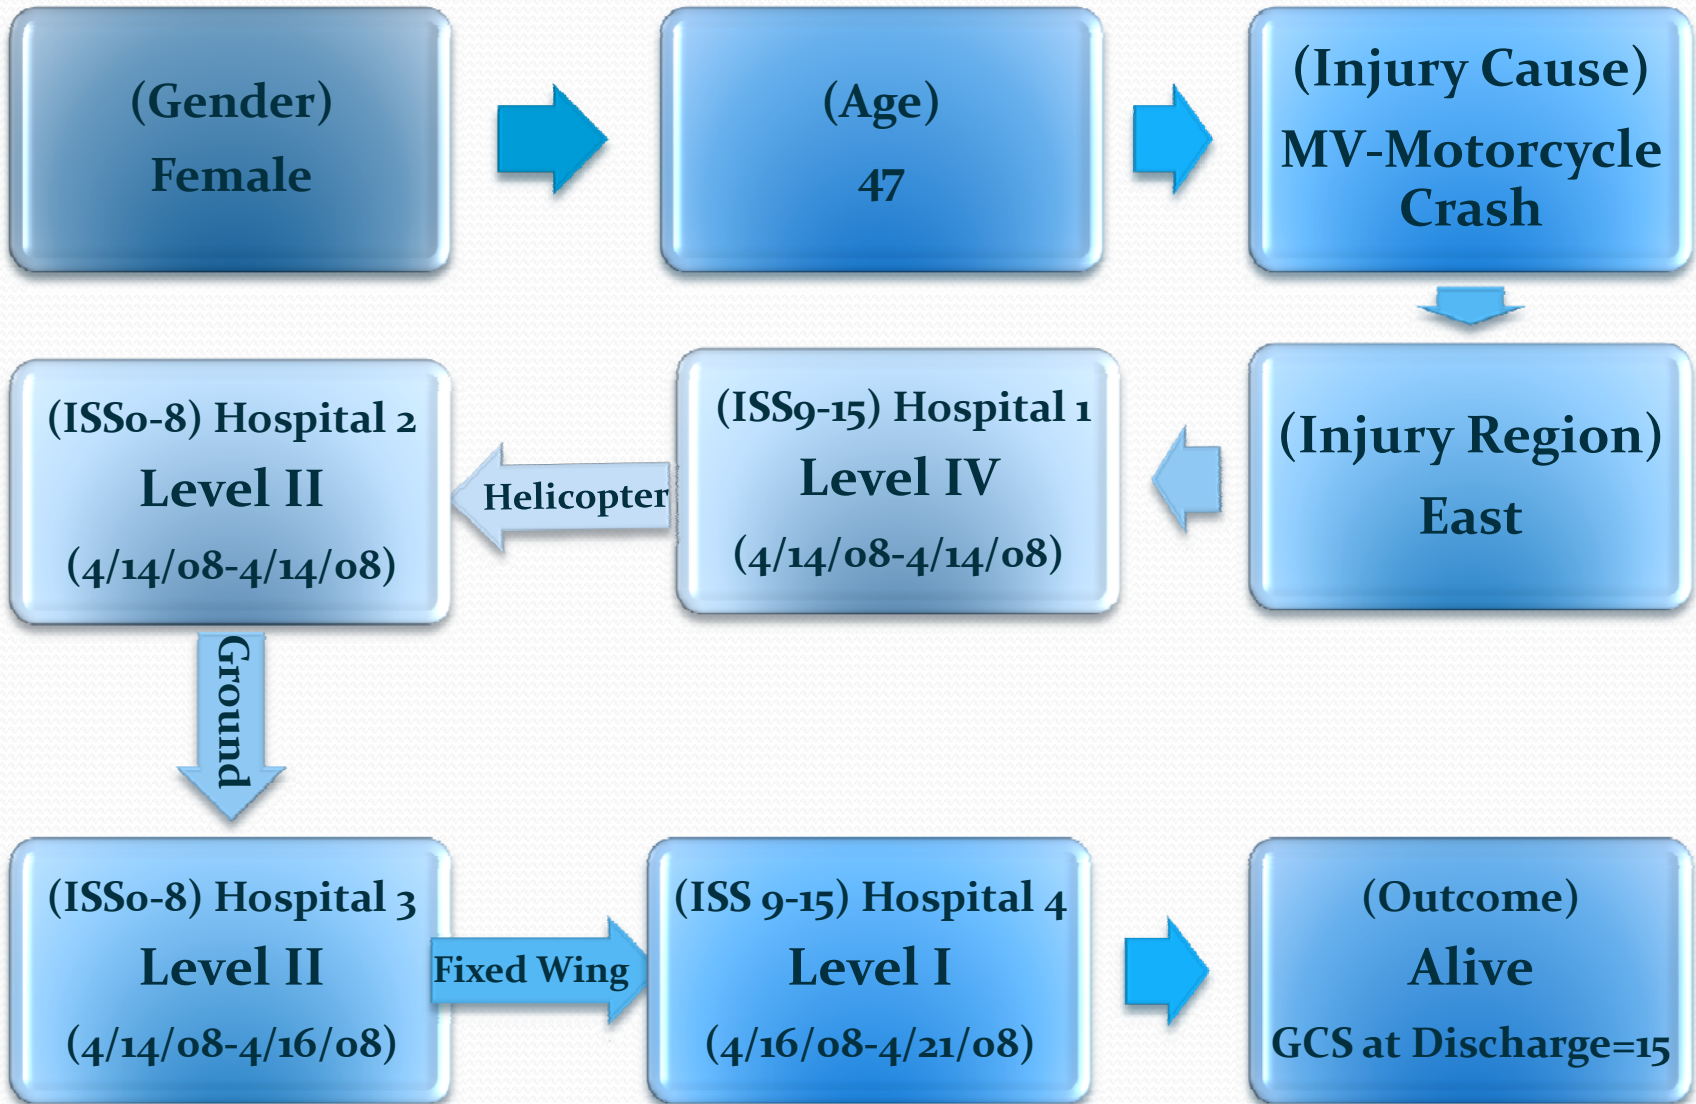 (Gender)
Female
(Age)
47
(Injury Cause)
MV-Motorcycle
Crash
(Injury Region)
East
(ISS9-15) Hospital 1
Level IV
(4/14/08-4/14/08)
Helicopter
(ISS0-8) Hospital 2
Level II
(4/14/08-4/14/08)
Ground
(ISS0-8) Hospital 3
Level II
(4/14/08-4/16/08)
Fixed Wing
(ISS 9-15) Hospital 4
Level I
(4/16/08-4/21/08)
(Outcome)
Alive
GCS at Discharge=15